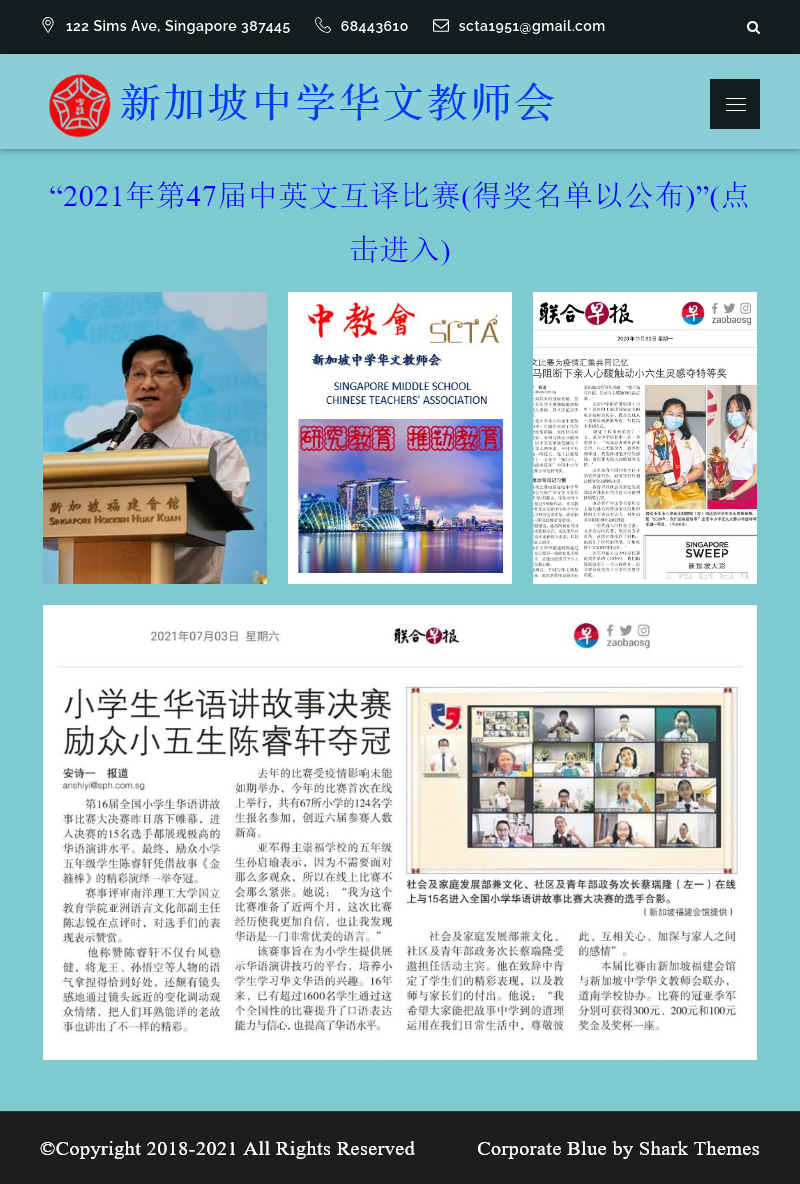 122 Sims Ave, Singapore 387445 68443610 scta1951@gmail.com
新加坡中学华文教师会
“2021年第47届中英文互译比赛(得奖名单以公布)”(点
击进入)
新加坡福建會館
SINGAPORE HOKKIEN HUAY KUAN
中教會
SCTA
新加坡中学华文教师会
SINGAPORE MIDDLE SCHOOL
CHINESE TEACHERS' ASSOCIATION
研究教育 推动教育
联合早报
早
zaobaosg
2020年11月30日 星期一
文比赛为疫情汇集共同记忆
马阻断下亲人心酸触动小六生灵感夺特等奖
SINGAPORE
SWEEP
新加坡大彩
2021年07月03日 星期六
联合早报
早
zaobaosg
小学生华语讲故事决赛
励众小五生陈睿轩夺冠
安诗一 报道
anshiyi@sph.com.sg
第16届全国小学生华语讲故
事比赛大决赛昨日落下帷幕，进
入决赛的15名选手都展现极高的
华语演讲水平。最终，励众小学
五年级学生陈睿轩凭借故事《金
箍棒》的精彩演绎一举夺冠。
赛事评审南洋理工大学国立
教育学院亚洲语言文化部副主任
陈志锐在点评时，对选手们的表
现表示赞赏。
他称赞陈睿轩不仅台风稳
健，将龙王、孙悟空等人物的语
气拿捏得恰到好处，还颇有镜头
感地通过镜头远近的变化调动观
众情绪，把人们耳熟能详的老故
事也讲出了不一样的精彩。
去年的比赛受疫情影响未能
如期举办，今年的比赛首次在线
上举行，共有67所小学的124名学
生报名参加，创近六届参赛人数
新高。
亚军得主崇福学校的五年级
生孙启瑜表示，因为不需要面对
那么多观众，所以在线上比赛不
会那么紧张。她说：“我为这个
比赛准备了近两个月，这次比赛
经历使我更加自信，也让我发现
华语是一门非常优美的语言。”
该赛事旨在为小学生提供展
示华语演讲技巧的平台，培养小
学生学习华文华语的兴趣。16年
来，已有超过1600名学生通过这
个全国性的比赛提升了口语表达
能力与信心，也提高了华语水平。
社会及家庭发展部兼文化、社区及青年部政务次长蔡瑞隆（左一）在线
上与15名进入全国小学华语讲故事比赛大决赛的选手合影。
（新加坡福建会馆提供）
社会及家庭发展部兼文化、
社区及青年部政务次长蔡瑞隆受
邀担任活动主宾。他在致辞中肯
定了学生们的精彩表现，以及教
师与家长们的付出。他说：“我
希望大家能把故事中学到的道理
运用在我们日常生活中，尊敬彼
此、互相关心、加深与家人之间
的感情”。
本届比赛由新加坡福建会馆
与新加坡中学华文教师会联办，
道南学校协办。比赛的冠亚季军
分别可获得300元、200元和100元
奖金及奖杯一座。
©Copyright 2018-2021 All Rights Reserved Corporate Blue by Shark Themes